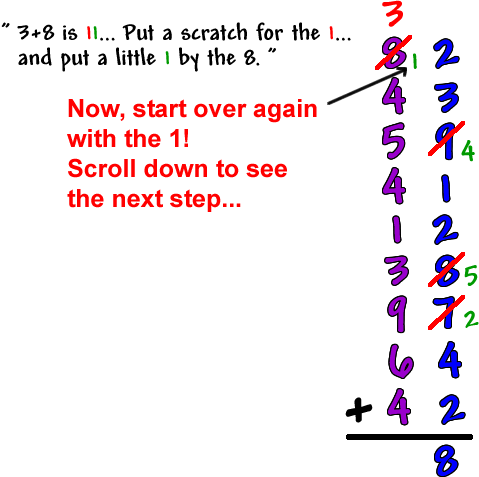 3
" 3+8 is 11... Put a scratch for the 1...
and put a little 1 by the 8. "
8 1 2
Now, start over again
with the 1!
Scroll down to see
the next step...
4 3
5 9 4
4 1
1 2
3 8 5
9 7 2
6 4
+ 4 2
8